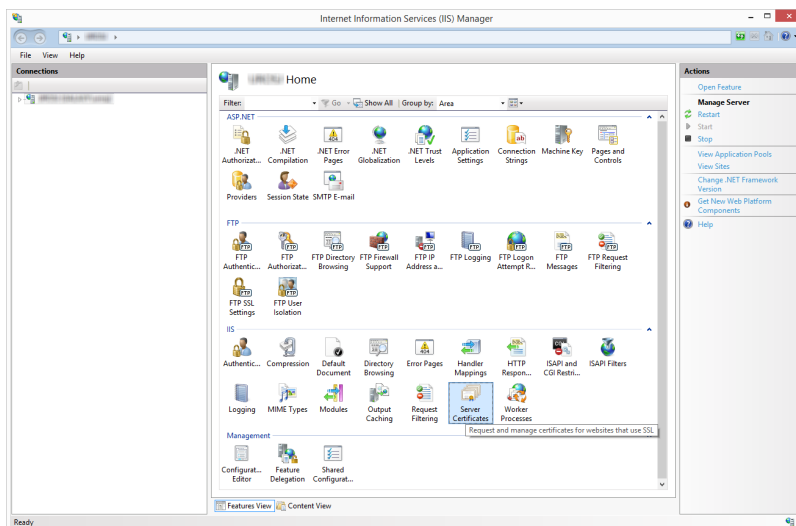 Internet Information Services (IIS) Manager
File View Help
Connections
Home
Filter: Go Show All Group by: Area
ASP.NET
.NET Authorizat... .NET Compilation .NET Error Pages .NET Globalization .NET Trust Levels Application Settings Connection Strings Machine Key Pages and Controls
Providers Session State SMTP E-mail
FTP
FTP Authentic... FTP Authorizat... FTP Directory Browsing FTP Firewall Support FTP IP Address a... FTP Logging FTP Logon Attempt R... FTP Messages FTP Request Filtering
FTP SSL Settings FTP User Isolation
IIS
Authentic... Compression Default Document Directory Browsing Error Pages Handler Mappings HTTP Respon... ISAPI and CGI Restri... ISAPI Filters
Logging MIME Types Modules Output Caching Request Filtering Server Certificates Worker Processes
Request and manage certificates for websites that use SSL
Management
Configurat... Editor Feature Delegation Shared Configurat...
Features View Content View
Actions
Open Feature
Manage Server
Restart
Start
Stop
View Application Pools
View Sites
Change .NET Framework
Version
Get New Web Platform
Components
Help
Ready